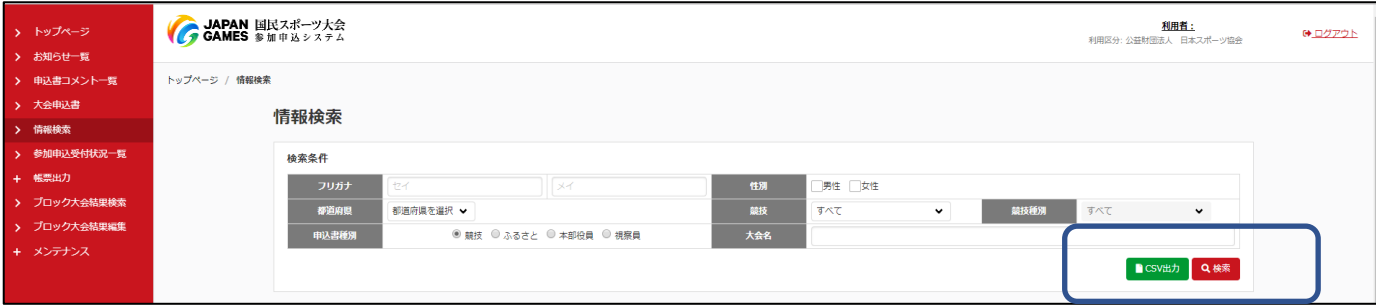 トップページ
お知らせ一覧
申込書コメント一覧
大会申込書
情報検索
参加申込受付状況一覧
帳票出力
ブロック大会結果検索
ブロック大会結果編集
メンテナンス
JAPAN 国民スポーツ大会
GAMES 参加申込システム
利用者：
利用区分: 公益財団法人 日本スポーツ協会
ログアウト
トップページ / 情報検索
情報検索
検索条件
フリガナ セイ メイ 性別 男性 女性
都道府県 都道府県を選択 競技 すべて 競技種別 すべて
申込書種別 競技 ふるさと 本部役員 視察員 大会名
CSV出力 検索